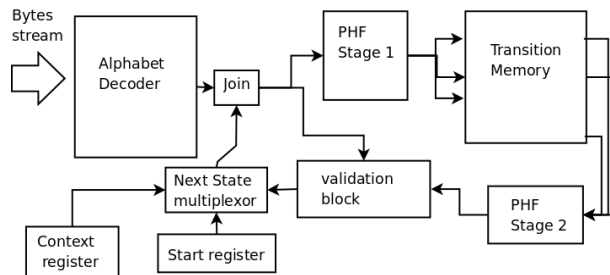 Bytes
stream
Alphabet
Decoder
Join
PHF
Stage 1
Transition
Memory
Next State
multiplexor
validation
block
PHF
Stage 2
Context
register
Start register